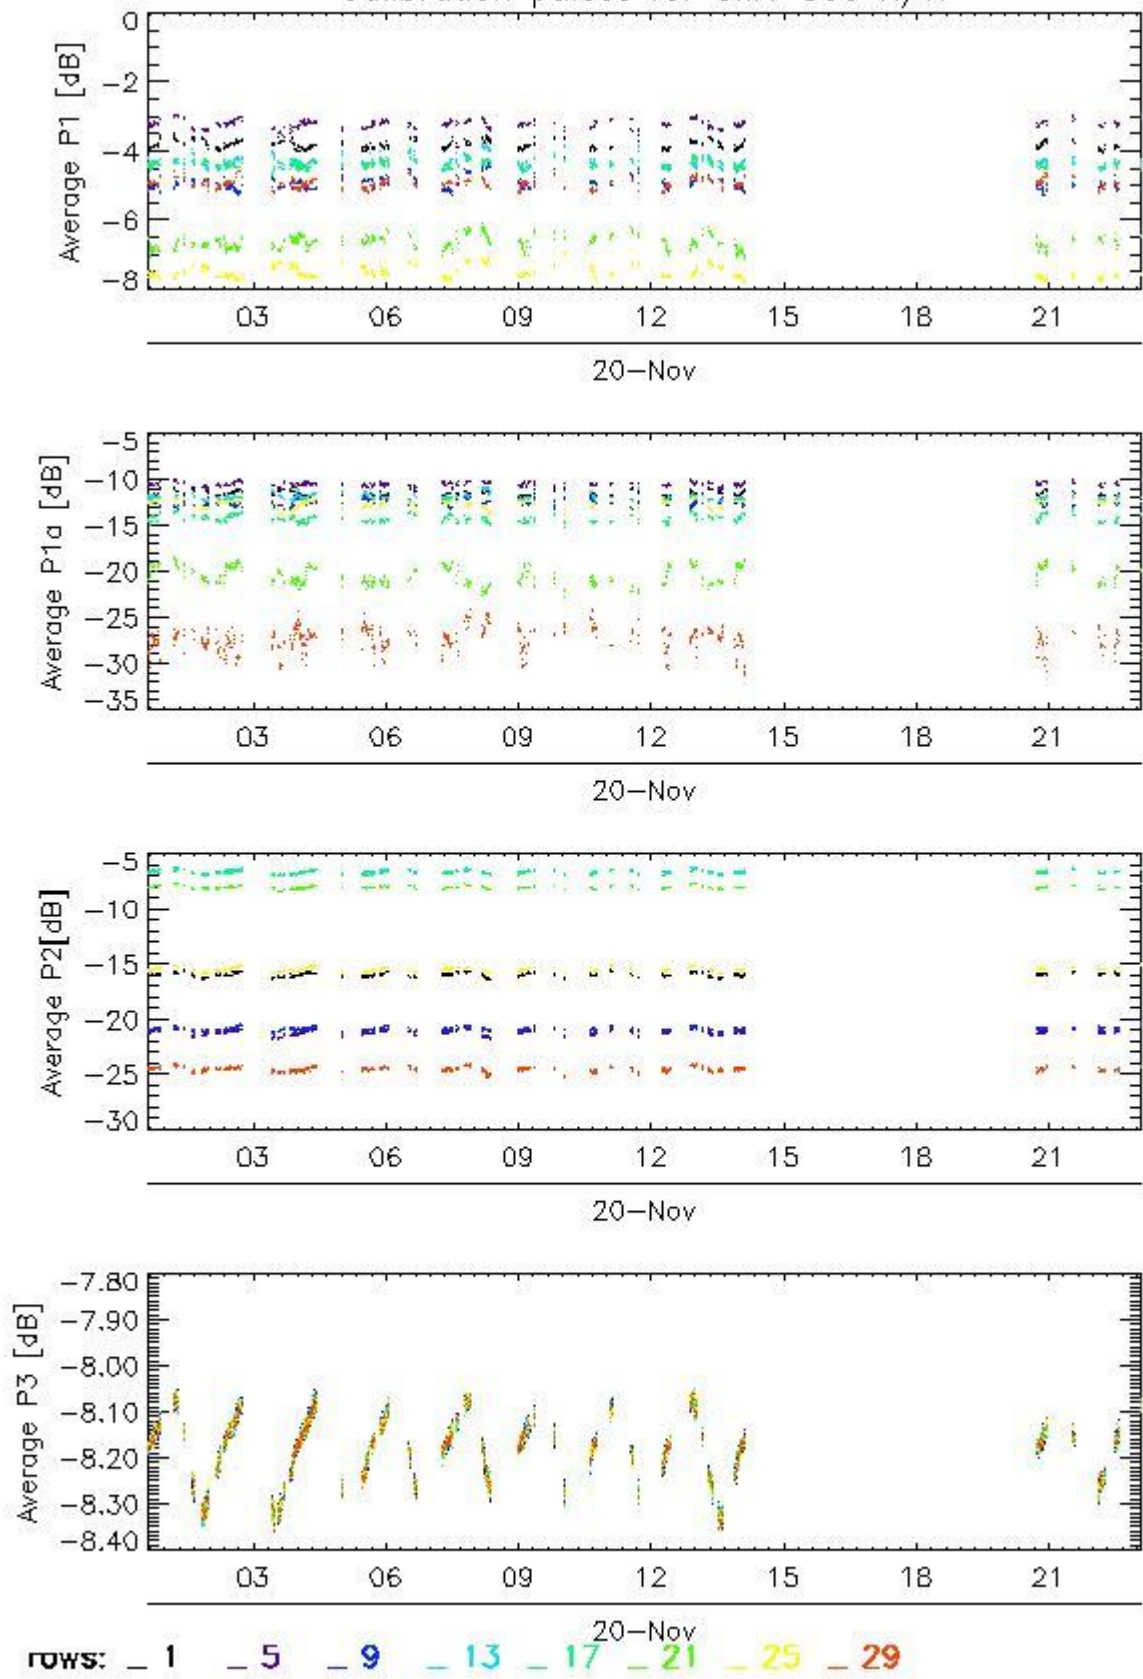 0
−2
−4
−6
−8
Average P1 [dB]
03 06 09 12 15 18 21
20−Nov
−5
−10
−15
−20
−25
−30
−35
Average P1a [dB]
03 06 09 12 15 18 21
20−Nov
−5
−10
−15
−20
−25
−30
Average P2[dB]
03 06 09 12 15 18 21
20−Nov
−7.80
−7.90
−8.00
−8.10
−8.20
−8.30
−8.40
Average P3 [dB]
03 06 09 12 15 18 21
20−Nov
rows: _ 1 _ 5 _ 9 _ 13 _ 17 _ 21 _ 25 _ 29